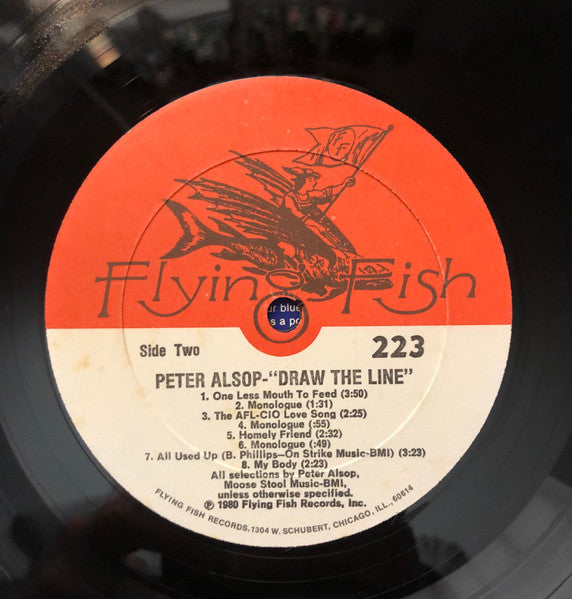 FF
Flying Fish
ur blue
s a po
Side Two
223
PETER ALSOP-"DRAW THE LINE"
1. One Less Mouth To Feed (3:50)
2. Monologue (1:31)
3. The AFL-CIO Love Song (2:25)
4. Monologue (:55)
5. Homely Friend (2:32)
6. Monologue (:49)
7. All Used Up (B. Phillips-On Strike Music-BMI) (3:23)
8. My Body (2:23)
All selections by Peter Alsop,
Moose Stool Music-BMI,
unless otherwise specified.
℗ 1980 Flying Fish Records, Inc.
FLYING FISH RECORDS. 1304 W. SCHUBERT, CHICAGO, ILL., 60614